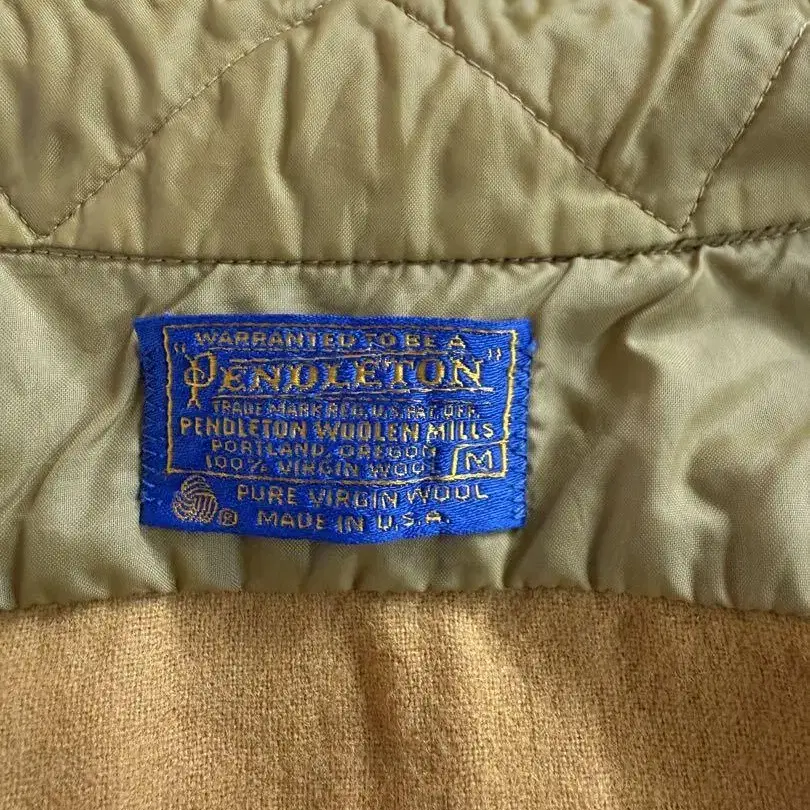 WARRANTED TO BE A
"PENDLETON"
TRADE MARK REG. U.S. PAT. OFF.
PENDLETON WOOLEN MILLS
PORTLAND, OREGON
100% VIRGIN WOOL M
PURE VIRGIN WOOL
® MADE IN U.S.A.